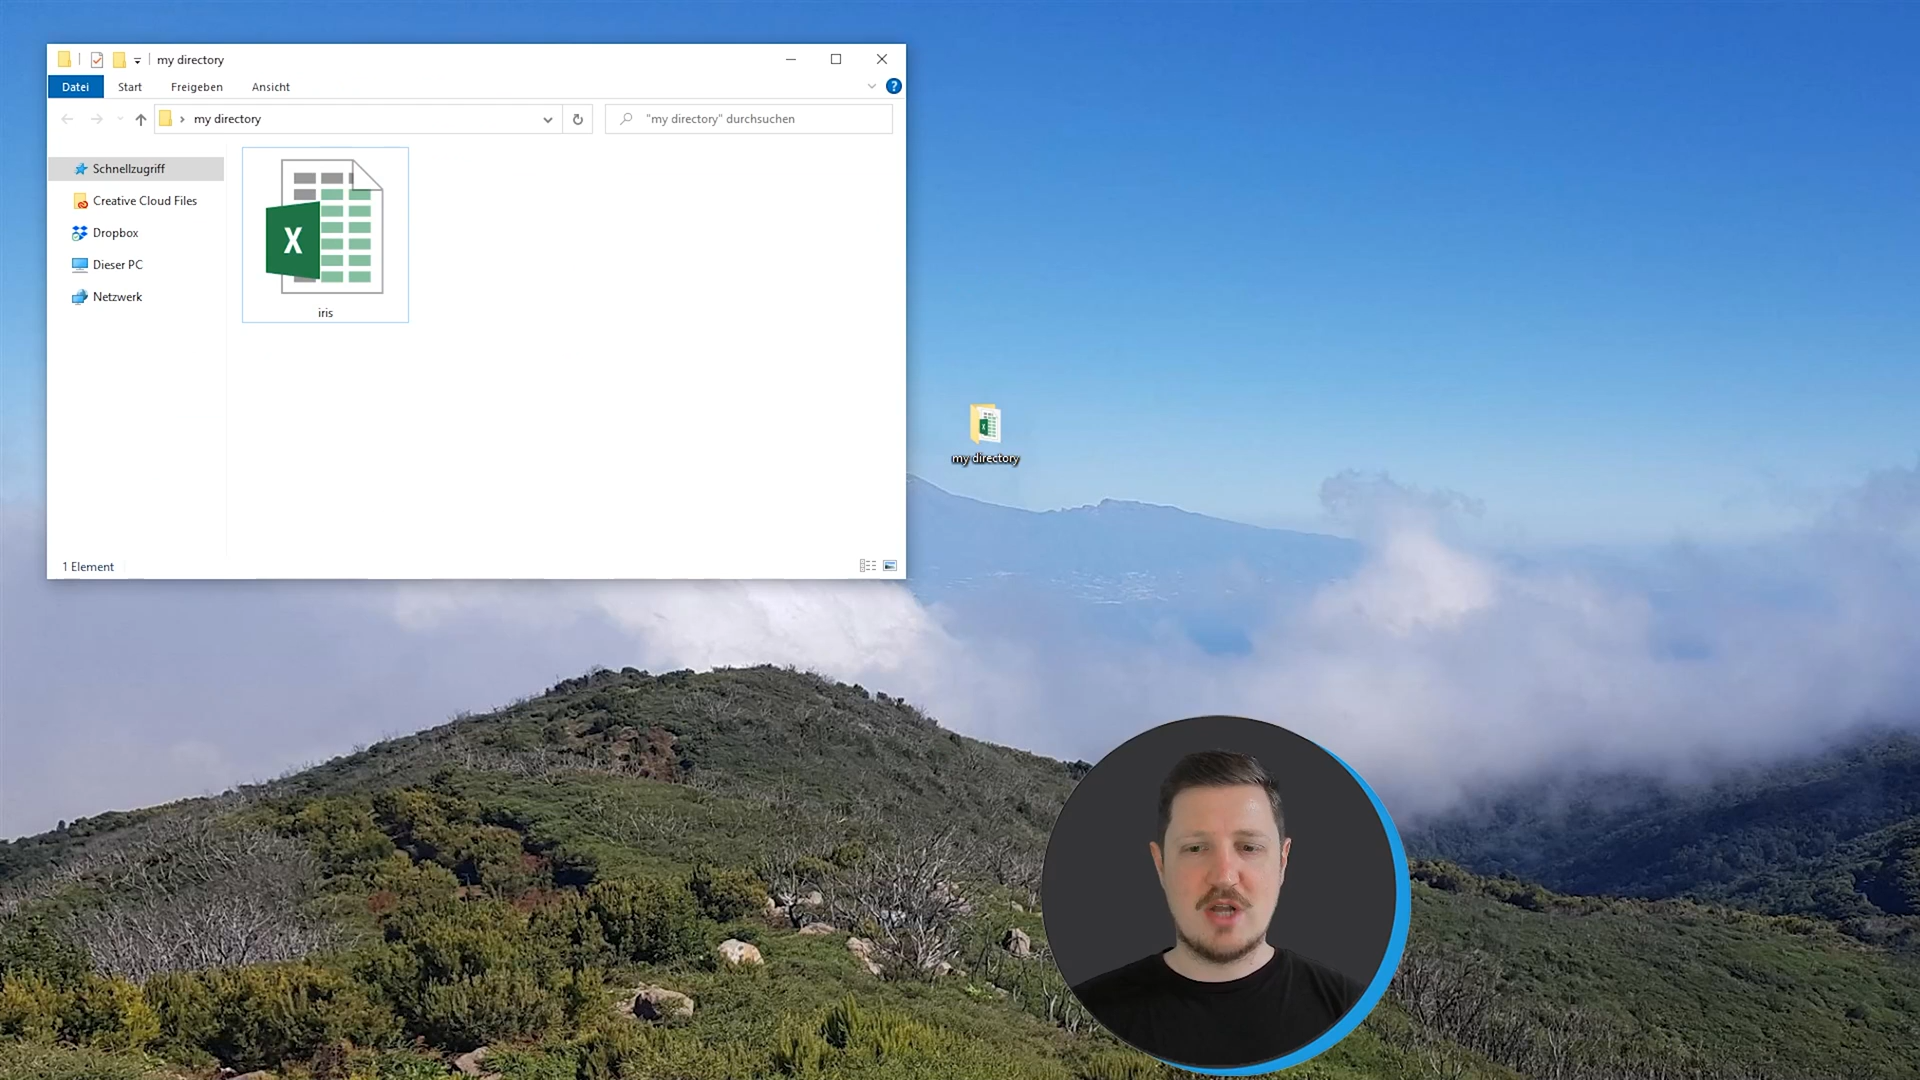 my directory
Datei Start Freigeben Ansicht ?
my directory "my directory" durchsuchen
Schnellzugriff
Creative Cloud Files
Dropbox
Dieser PC
Netzwerk
X
iris
1 Element
X
my directory